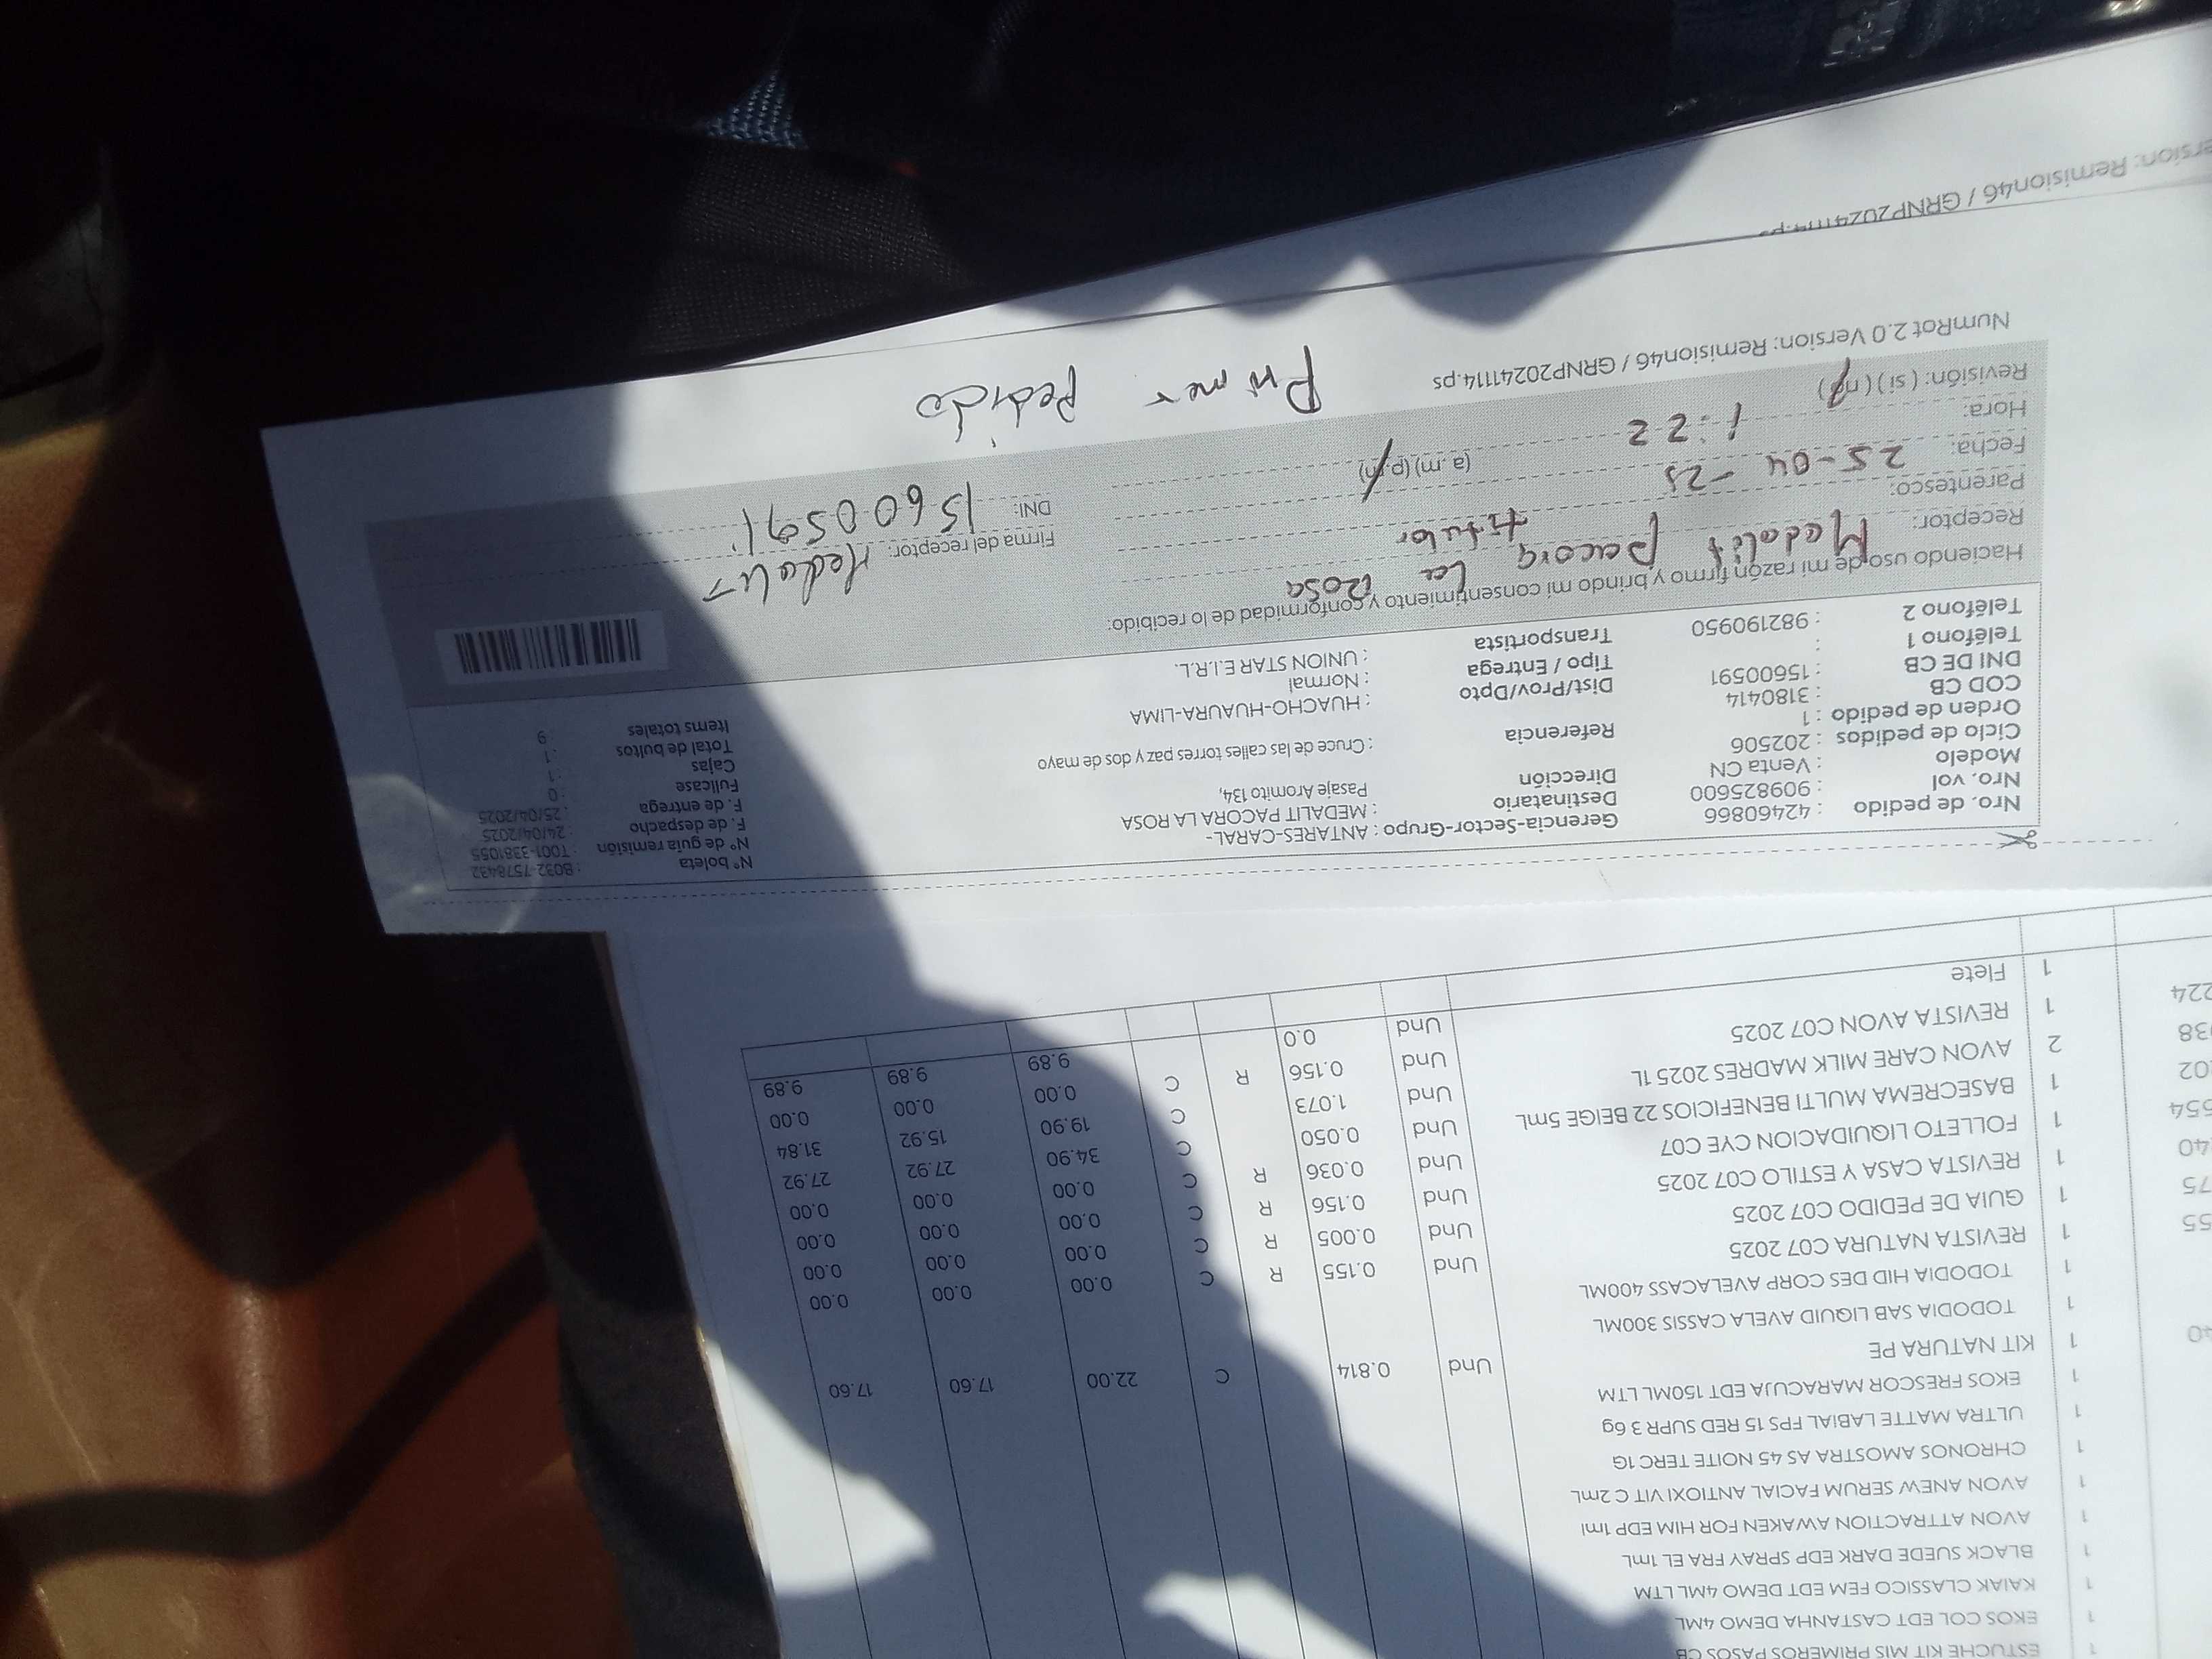 1 ESTUCHE KIT MIS PRIMEROS PASOS CB
1 EKOS COL EDT CASTANHA DEMO 4ML
1 KAIAK CLASSICO FEM EDT DEMO 4ML LTM
1 BLACK SUEDE DARK EDP SPRAY FRA EL 1mL
1 AVON ATTRACTION AWAKEN FOR HIM EDP 1ml
1 AVON ANEW SERUM FACIAL ANTIOXI VIT C 2mL
1 CHRONOS AMOSTRA AS 45 NOITE TERC 1G
1 ULTRA MATTE LABIAL FPS 15 RED SUPR 3 6g
1 EKOS FRESCOR MARACUJA EDT 150ML LTM
1 KIT NATURA PE Und 0.814 C 22.00 17.60 17.60
1 TODODIA SAB LIQUID AVELA CASSIS 300ML
1 TODODIA HID DES CORP AVELACASS 400ML
55 1 REVISTA NATURA C07 2025 Und 0.155 R C 0.00 0.00 0.00
75 1 GUIA DE PEDIDO C07 2025 Und 0.005 R C 0.00 0.00 0.00
40 1 REVISTA CASA Y ESTILO C07 2025 Und 0.156 R C 0.00 0.00 0.00
554 1 FOLLETO LIQUIDACION CYE C07 Und 0.036 R C 0.00 0.00 0.00
02 1 BASECREMA MULTI BENEFICIOS 22 BEIGE 5mL Und 0.050 C 34.90 27.92 27.92
38 2 AVON CARE MILK MADRES 2025 1L Und 1.073 C 19.90 15.92 31.84
224 1 REVISTA AVON C07 2025 Und 0.156 R C 0.00 0.00 0.00
1 Flete Und 0.0 9.89 9.89 9.89
Nro. de pedido : 42460866 Gerencia-Sector-Grupo : ANTARES-CARAL- N° boleta : B032-7578432
Nro. vol : 909825600 Destinatario : MEDALIT PACORA LA ROSA N° de guía remisión : T001-3381055
Modelo : Venta CN Dirección Pasaje Aromito 134, F. de despacho : 24/04/2025
Ciclo de pedidos : 202506 F. de entrega : 25/04/2025
Orden de pedido : 1 Referencia : Cruce de las calles torres paz y dos de mayo Fullcase : 0
COD CB : 3180414 Dist/Prov/Dpto : HUACHO-HUAURA-LIMA Cajas : 1
DNI DE CB : 15600591 Tipo / Entrega : Normal Total de bultos : 1
Teléfono 1 : Transportista : UNION STAR E.I.R.L. Items totales : 9
Teléfono 2 : 982190950
Haciendo uso de mi razón firmo y brindo mi consentimiento y conformidad de lo recibido:
Receptor: Medalit pacora La Rosa Firma del receptor: Medalit
Parentesco: titular DNI: 15600591
Fecha: 25-04-25
Hora: 1:22 (a.m) (p.m)
Revisión: (si) (no)
NumRot 2.0 Version: Remision46 / GRNP20241114.ps Primer Pedido
ersion: Remision46 / GRNP20241114.p